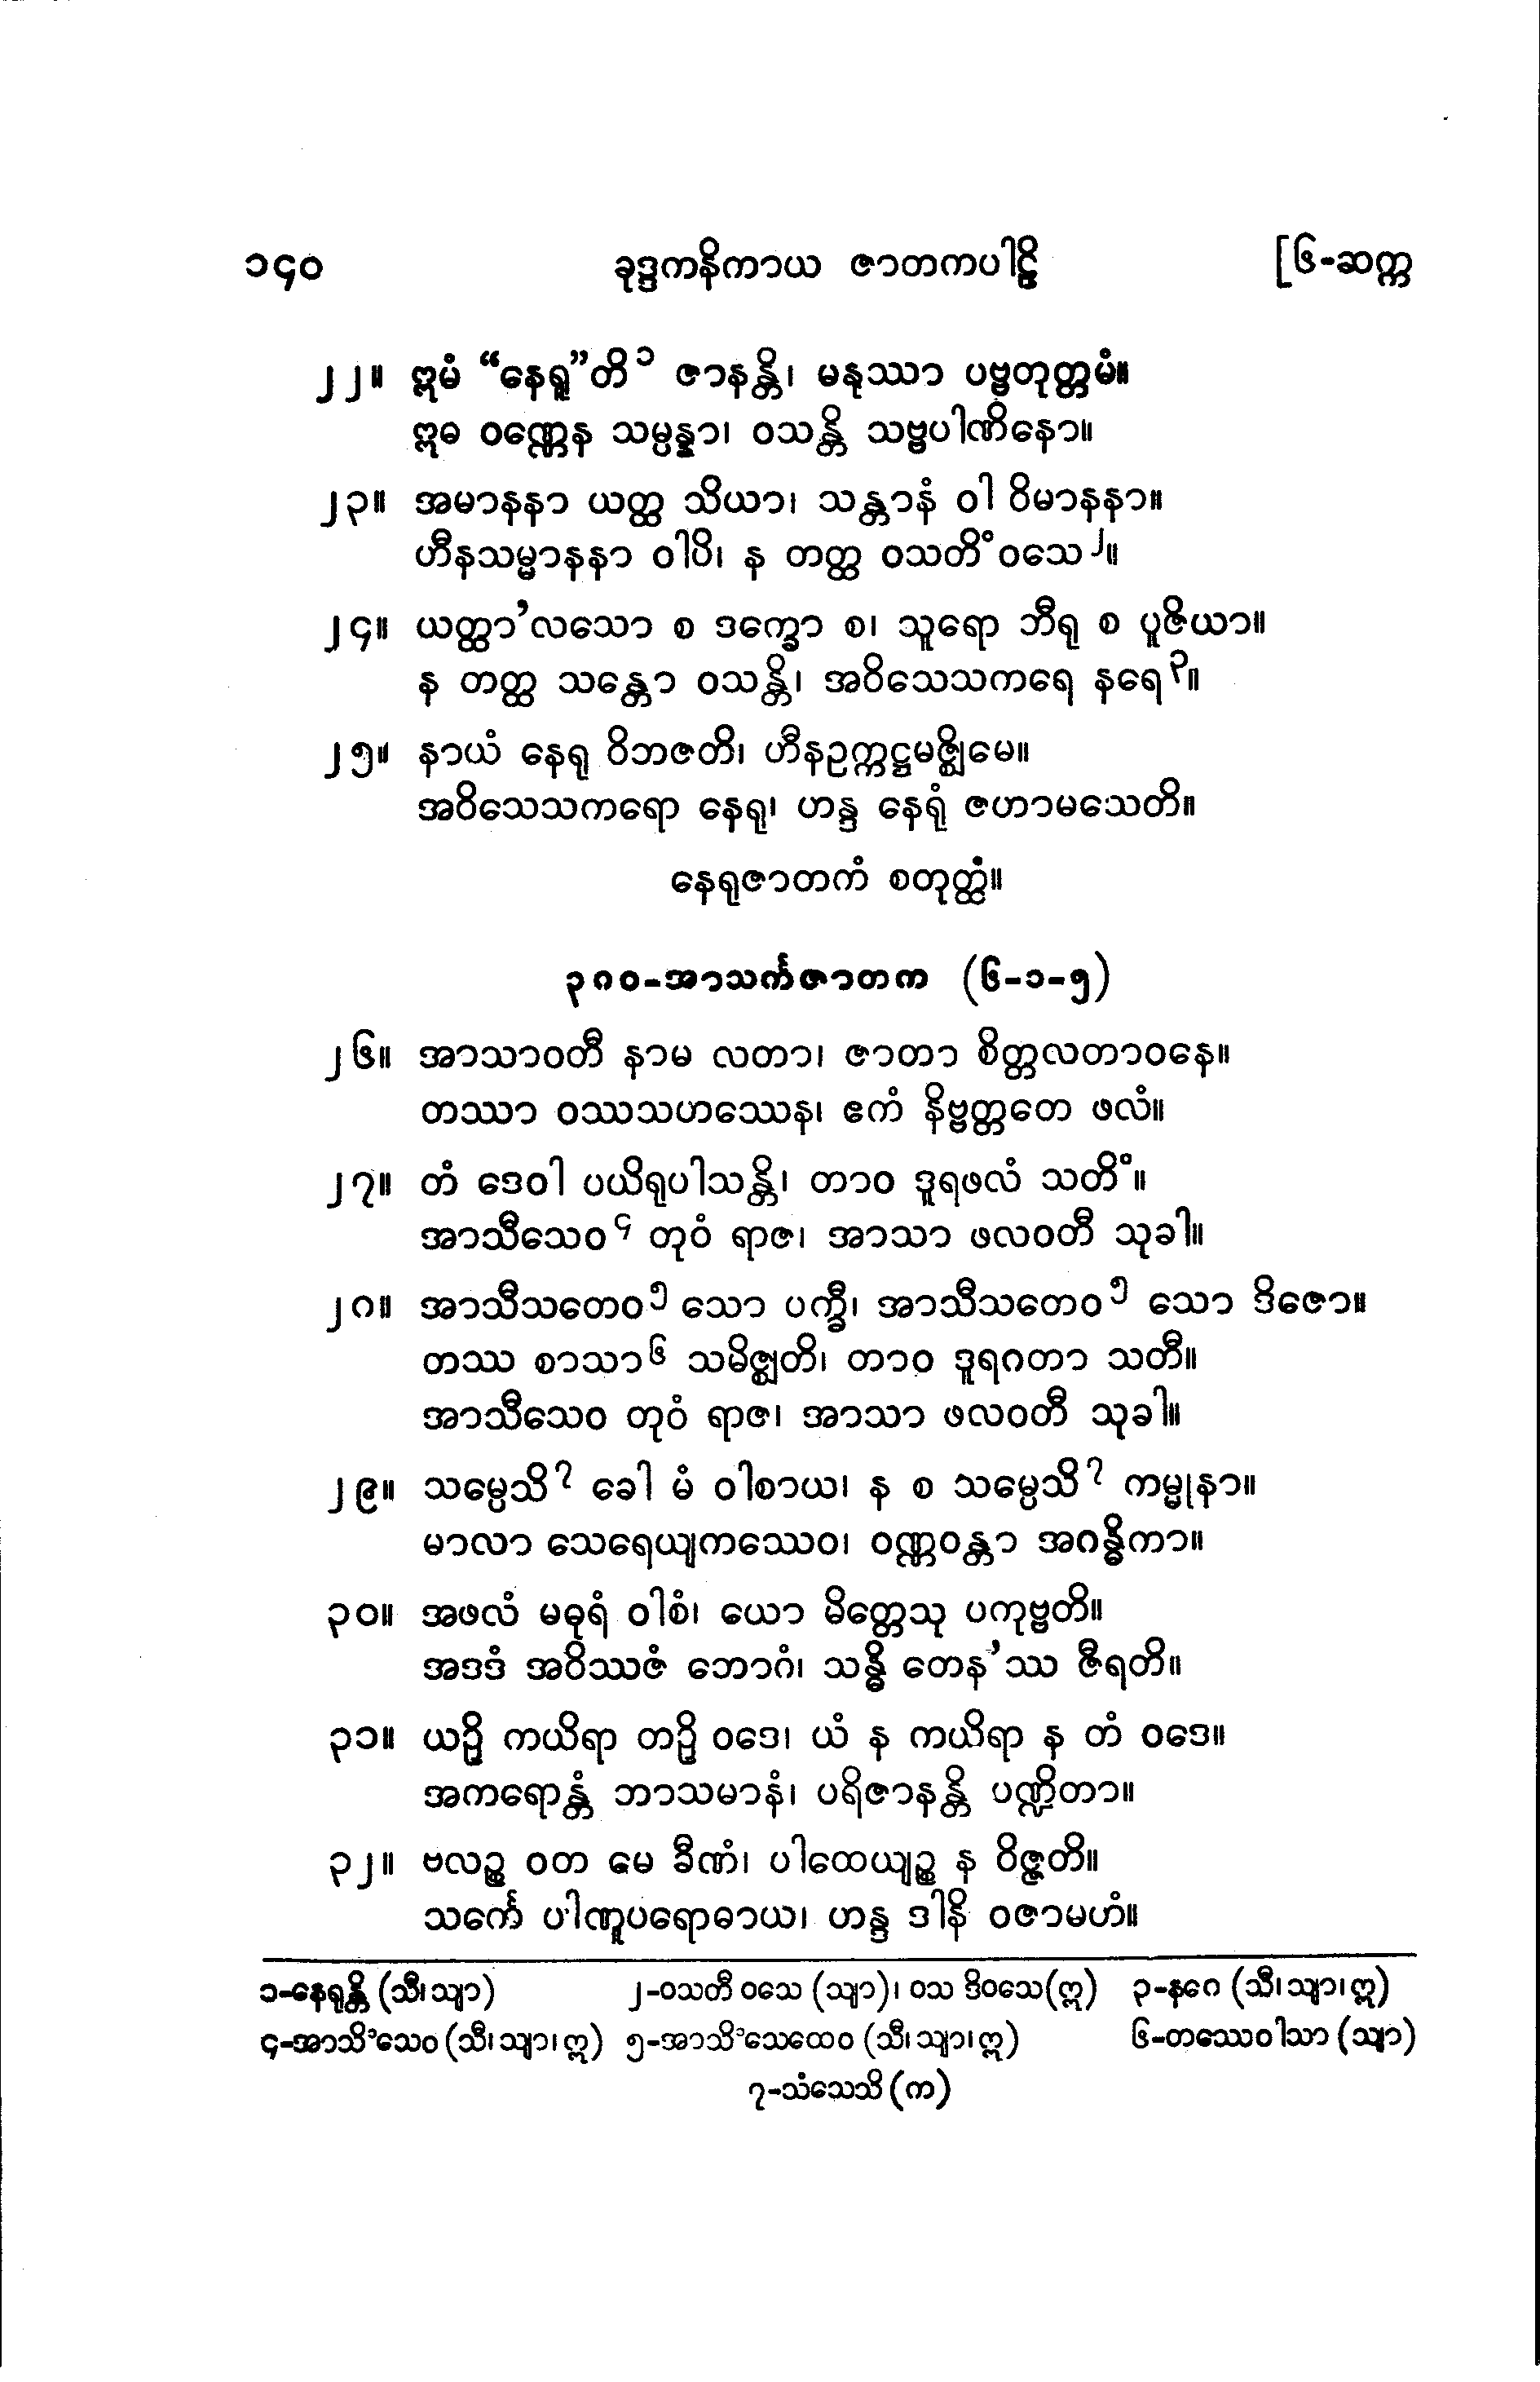 ၁၄၀ ခုဒ္ဒကနိကာယ ဇာတကပါဠိ [၆-ဆက္က
၂၂။ ဣမံ “နေရူ”တိ၁ ဇာနန္တိ၊ မနုဿာ ပဗ္ဗတုတ္တမံ။
ဣဓ ဝဏ္ဏေန သမ္ပန္နာ၊ ဝသန္တိ သဗ္ဗပါဏိနော။
၂၃။ အမာနနာ ယတ္ထ သိယာ၊ သန္တာနံ ဝါ ဝိမာနနာ။
ဟီနသမ္မာနနာ ဝါပိ၊ န တတ္ထ ဝသတိံ ဝသေ၂။
၂၄။ ယတ္ထာ’လသော စ ဒက္ခော စ၊ သူရော ဘီရု စ ပူဇိယာ။
န တတ္ထ သန္တော ဝသန္တိ၊ အဝိသေသကရေ နရေ၃။
၂၅။ နာယံ နေရု ဝိဘဇတိ၊ ဟီနဥက္ကဋ္ဌမဇ္ဈိမေ။
အဝိသေသကရော နေရု၊ ဟန္ဒ နေရုံ ဇဟာမသေတိ။
နေရုဇာတကံ စတုတ္ထံ။
၃၈၀-အာသင်္ကဇာတက (၆-၁-၅)
၂၆။ အာသာဝတီ နာမ လတာ၊ ဇာတာ စိတ္တလတာဝနေ။
တဿာ ဝဿသဟဿေန၊ ဧကံ နိဗ္ဗတ္တတေ ဖလံ။
၂၇။ တံ ဒေဝါ ပယိရုပါသန္တိ၊ တာဝ ဒူရဖလံ သတိံ။
အာသီသေဝ၄ တုဝံ ရာဇ၊ အာသာ ဖလဝတီ သုခါ။
၂၈။ အာသီသတေဝ၅ သော ပက္ခီ၊ အာသီသတေဝ၅ သော ဒိဇော။
တဿ စာသာ၆ သမိဇ္ဈတိ၊ တာဝ ဒူရဂတာ သတီ။
အာသီသေဝ တုဝံ ရာဇ၊ အာသာ ဖလဝတီ သုခါ။
၂၉။ သမ္ပေသိ၇ ခေါ မံ ဝါစာယ၊ န စ သမ္ပေသိ၇ ကမ္မုနာ။
မာလာ သေရေယျကဿေဝ၊ ဝဏ္ဏဝန္တာ အဂန္ဓိကာ။
၃၀။ အဖလံ မဓုရံ ဝါစံ၊ ယော မိတ္တေသု ပကုဗ္ဗတိ။
အဒဒံ အဝိဿဇံ ဘောဂံ၊ သန္ဓိ တေန’ဿ ဇီရတိ။
၃၁။ ယဉှိ ကယိရာ တဉှိ ဝဒေ၊ ယံ န ကယိရာ န တံ ဝဒေ။
အကရောန္တံ ဘာသမာနံ၊ ပရိဇာနန္တိ ပဏ္ဍိတာ။
၃၂။ ဗလဉ္စ ဝတ မေ ခီဏံ၊ ပါထေယျဉ္စ န ဝိဇ္ဇတိ။
သင်္ကေ ပါဏူပရောဓာယ၊ ဟန္ဒ ဒါနိ ဝဇာမဟံ။
၁-နေရုန္တိ (သီ၊သျာ) ၂-ဝသတီ ဝသေ (သျာ)၊ ဝသ ဒိဝသေ(ဣ) ၃-နဂေ (သီ၊သျာ၊ဣ)
၄-အာသိံသေဝ (သီ၊သျာ၊ဣ) ၅-အာသိံသေထေဝ (သီ၊သျာ၊ဣ) ၆-တဿေဝါသာ (သျာ)
၇-သံသေသိ (က)